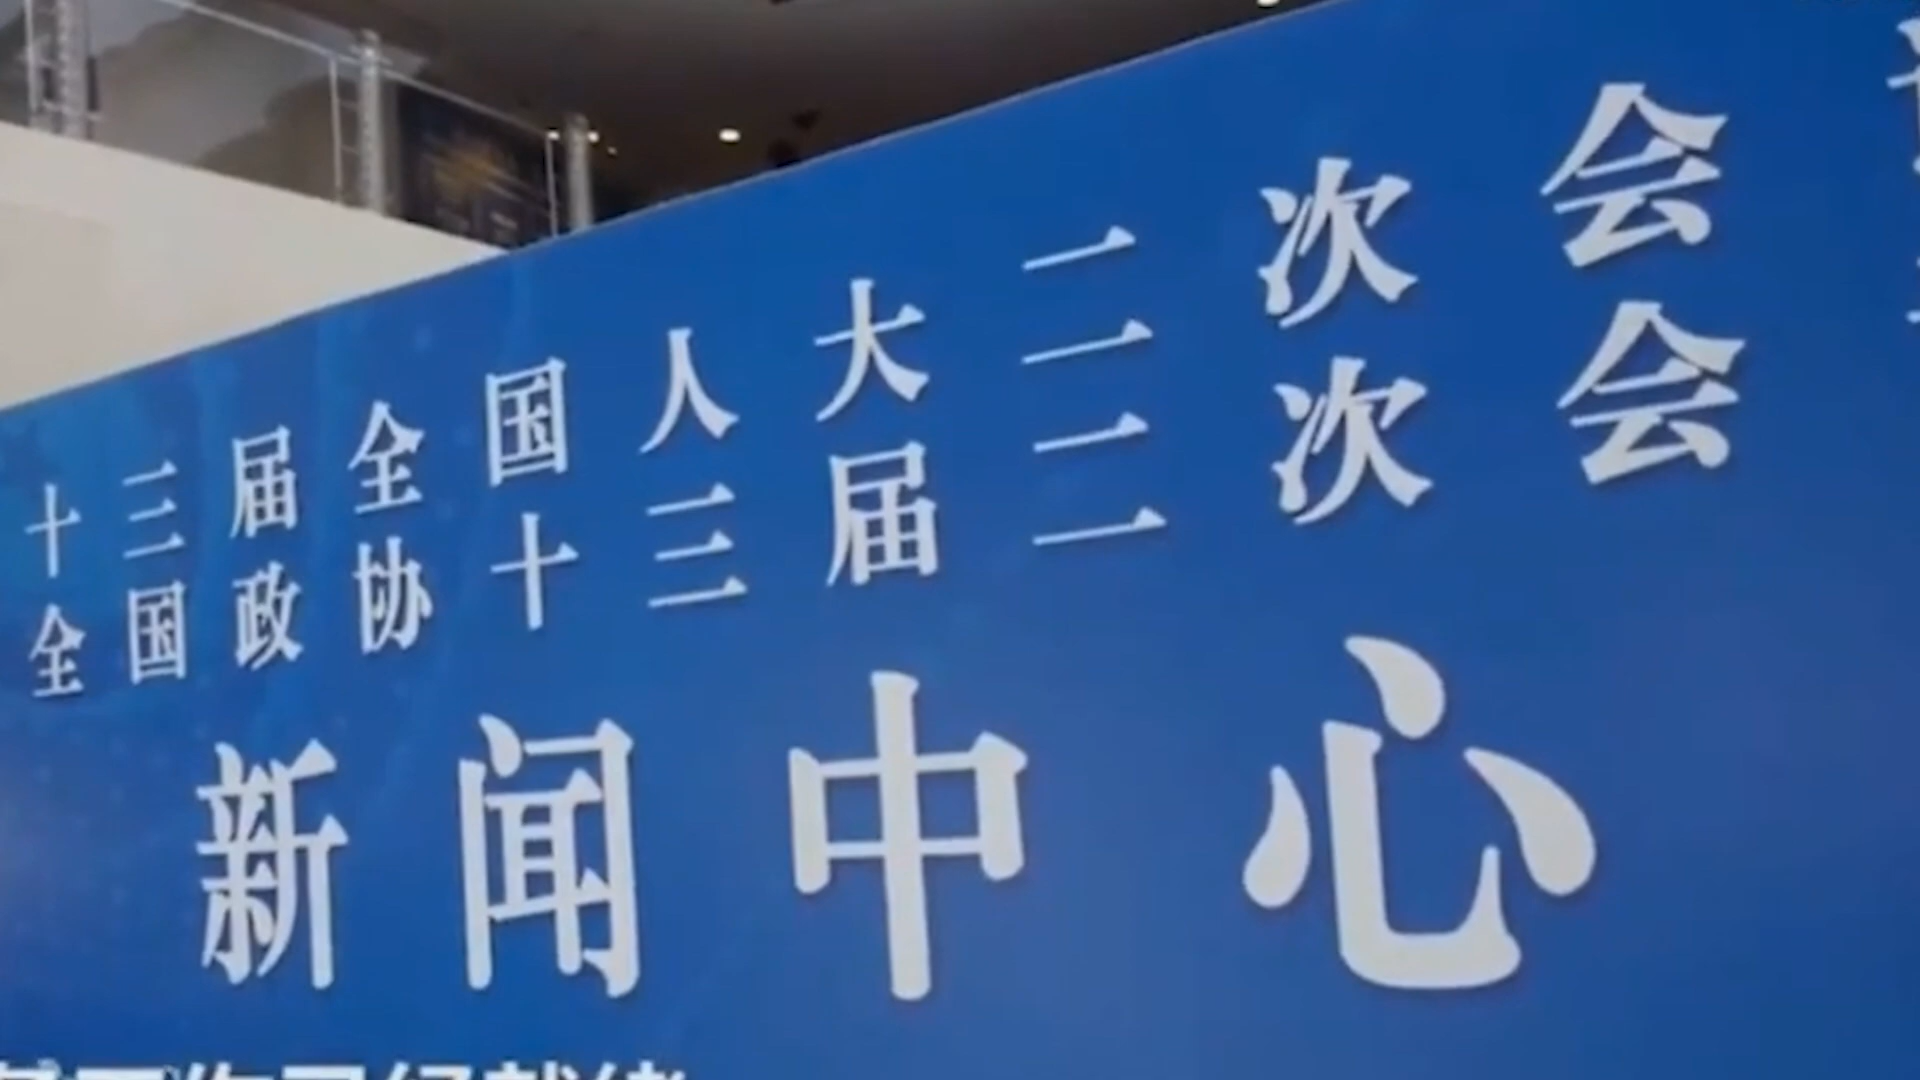 十三届全国人大二次会
全国政协十三届二次会
新闻中心